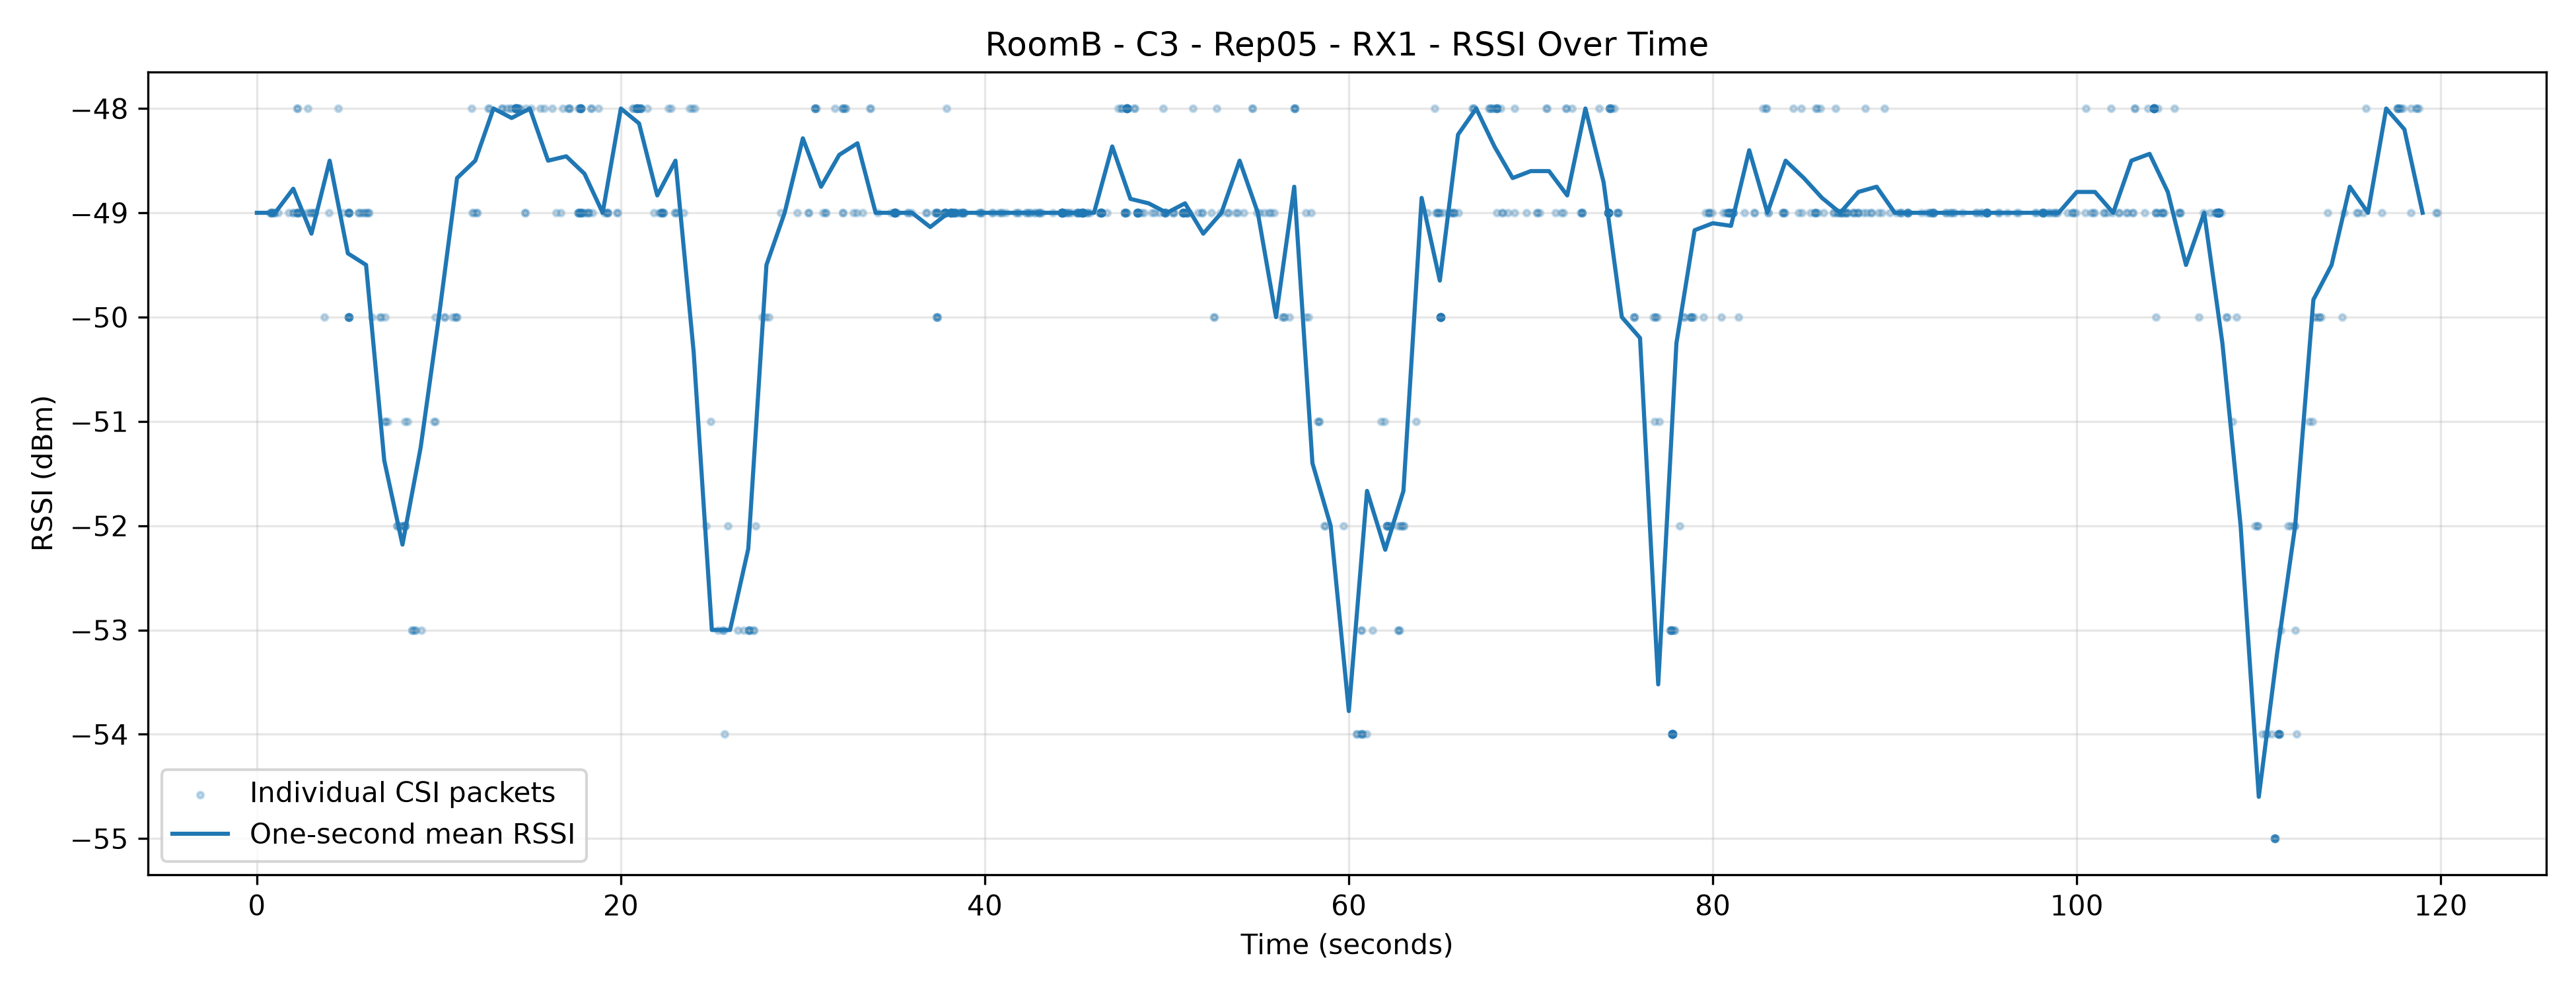 RoomB - C3 - Rep05 - RX1 - RSSI Over Time
RSSI (dBm)
−48
−49
−50
−51
−52
−53
−54
−55
Individual CSI packets
One-second mean RSSI
0 20 40 60 80 100 120
Time (seconds)